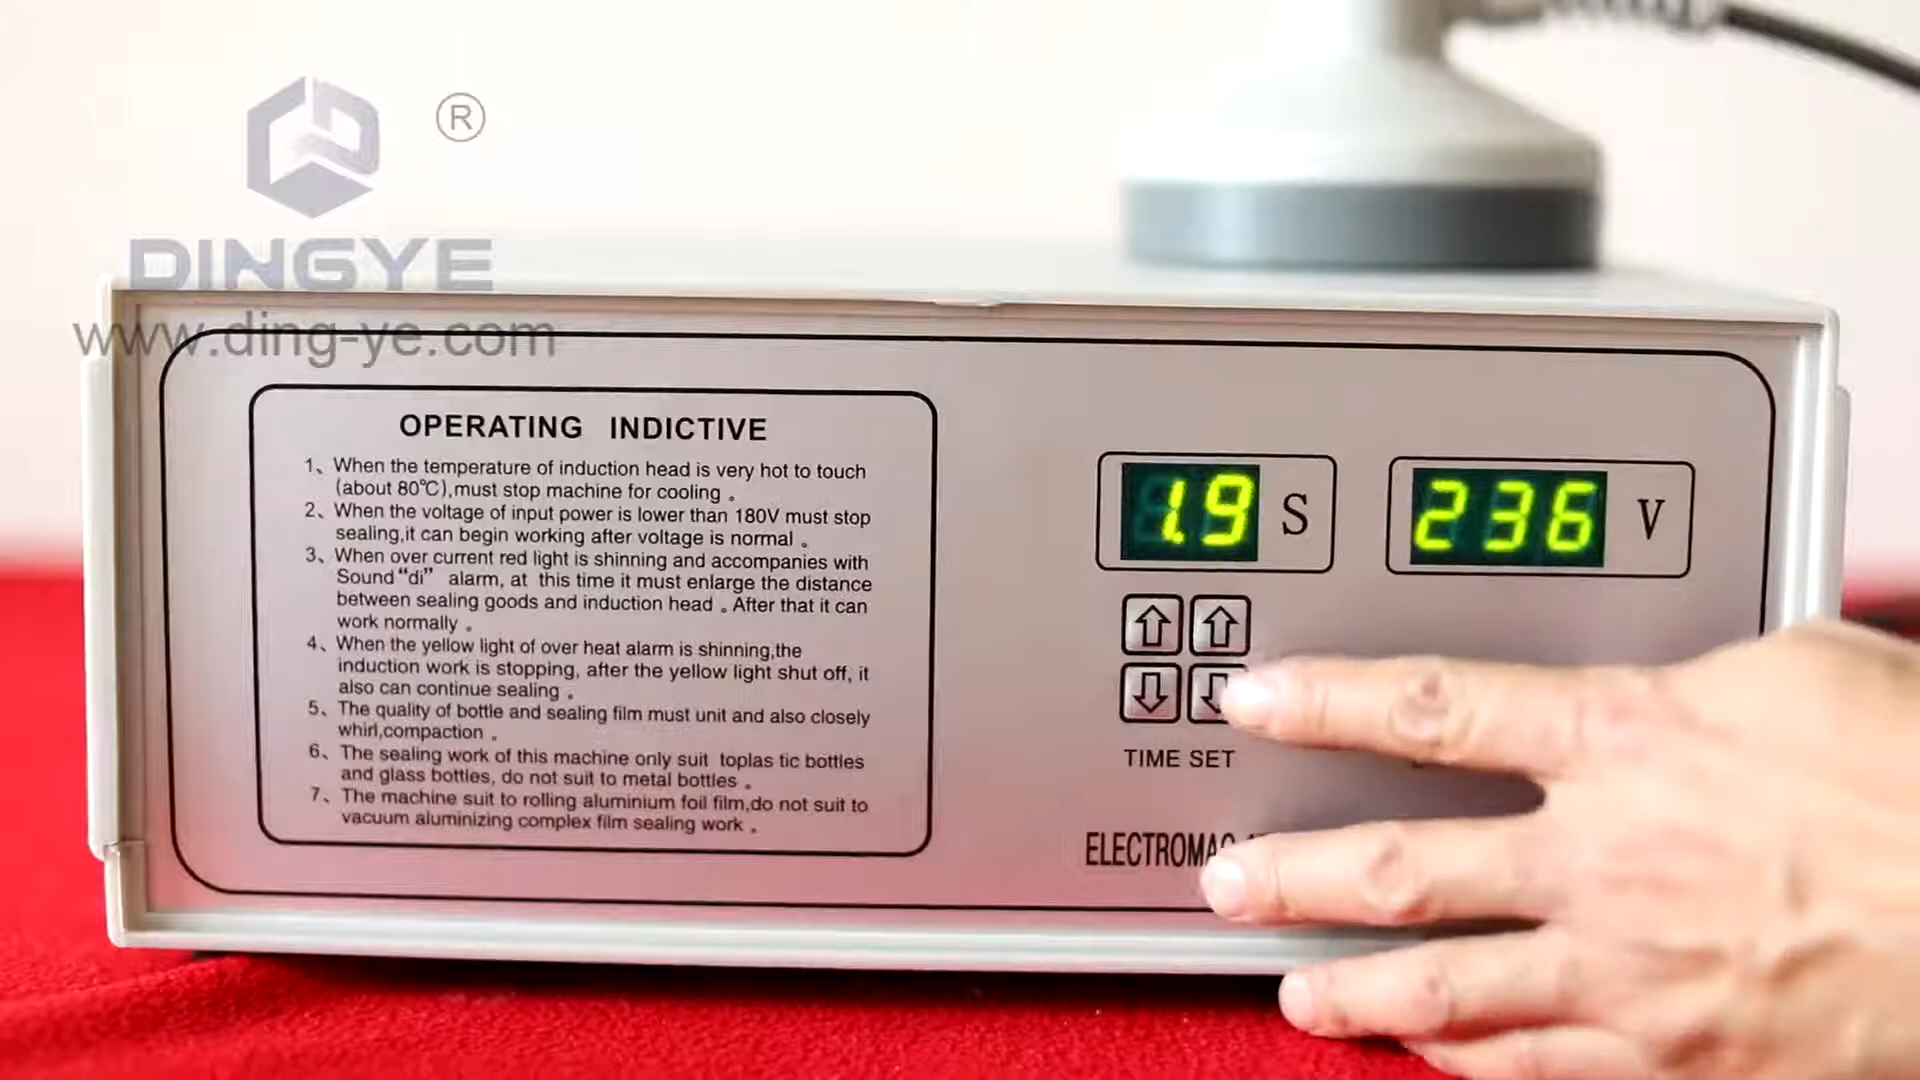 ®
DINGYE
www.ding-ye.com
OPERATING INDICTIVE
1、When the temperature of induction head is very hot to touch
(about 80℃),must stop machine for cooling 。
2、When the voltage of input power is lower than 180V must stop
sealing,it can begin working after voltage is normal 。
3、When over current red light is shinning and accompanies with
Sound“di” alarm, at this time it must enlarge the distance
between sealing goods and induction head 。After that it can
work normally 。
4、When the yellow light of over heat alarm is shinning,the
induction work is stopping, after the yellow light shut off, it
also can continue sealing 。
5、The quality of bottle and sealing film must unit and also closely
whirl,compaction 。
6、The sealing work of this machine only suit toplas tic bottles
and glass bottles, do not suit to metal bottles 。
7、The machine suit to rolling aluminium foil film,do not suit to
vacuum aluminizing complex film sealing work 。
1.9 S
236 V
TIME SET